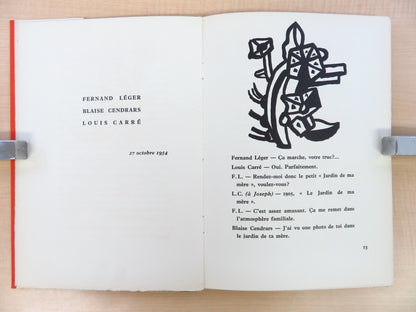 FERNAND LÉGER
BLAISE CENDRARS
LOUIS CARRÉ
27 octobre 1954
Fernand Léger — Ça marche, votre truc?...
Louis Carré — Oui. Parfaitement.
F. L. — Rendez-moi donc le petit « Jardin de ma
mère », voulez-vous?
L.C. (à Joseph) — 1905, « Le Jardin de ma
mère ».
F. L. — C'est assez amusant. Ça me remet dans
l'atmosphère familiale.
Blaise Cendrars — J'ai vu une photo de toi dans
le jardin de ta mère.
13